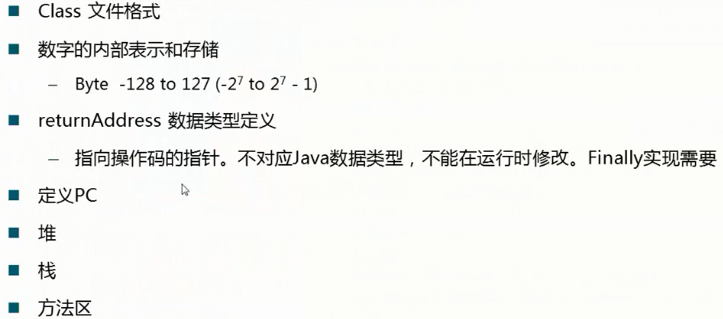 Class 文件格式
数字的内部表示和存储
– Byte -128 to 127 (-2⁷ to 2⁷ - 1)
returnAddress 数据类型定义
– 指向操作码的指针。不对应Java数据类型，不能在运行时修改。Finally实现需要
定义PC
堆
栈
方法区